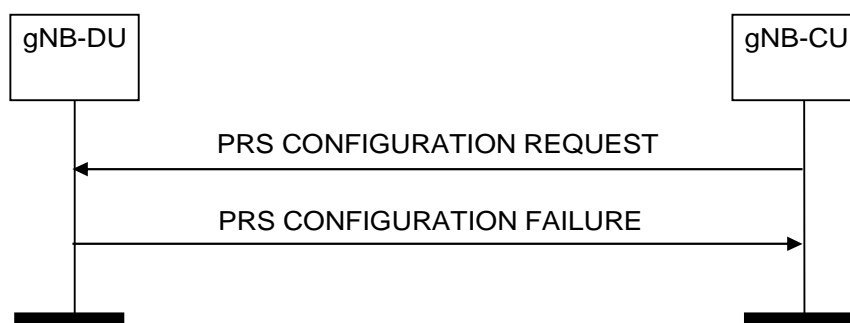 gNB-DU
gNB-CU
PRS CONFIGURATION REQUEST
PRS CONFIGURATION FAILURE